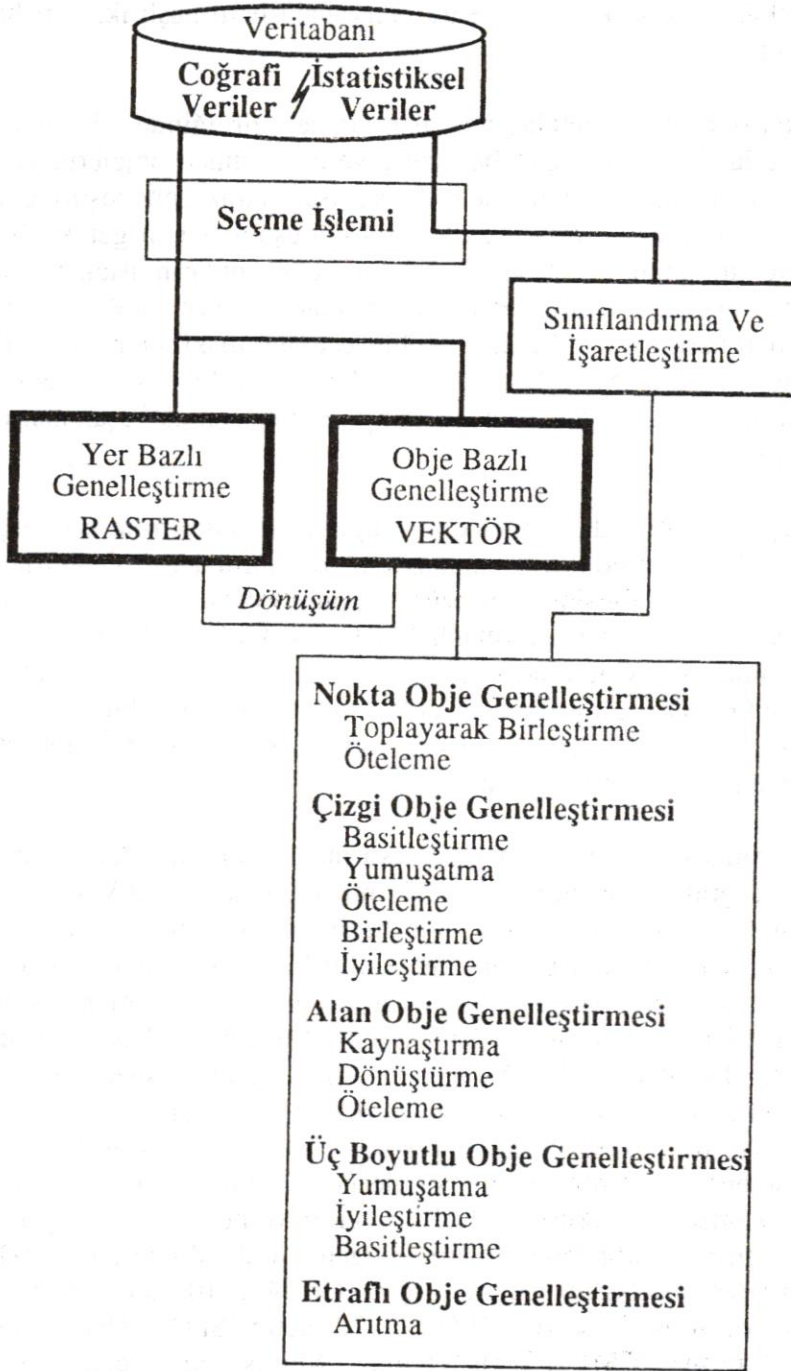 Veritabanı
Coğrafi İstatistiksel
Veriler Veriler
Seçme İşlemi
Sınıflandırma Ve
İşaretleştirme
Yer Bazlı
Genelleştirme
RASTER
Obje Bazlı
Genelleştirme
VEKTÖR
Dönüşüm
Nokta Obje Genelleştirmesi
Toplayarak Birleştirme
Öteleme
Çizgi Obje Genelleştirmesi
Basitleştirme
Yumuşatma
Öteleme
Birleştirme
İyileştirme
Alan Obje Genelleştirmesi
Kaynaştırma
Dönüştürme
Öteleme
Üç Boyutlu Obje Genelleştirmesi
Yumuşatma
İyileştirme
Basitleştirme
Etraflı Obje Genelleştirmesi
Arıtma